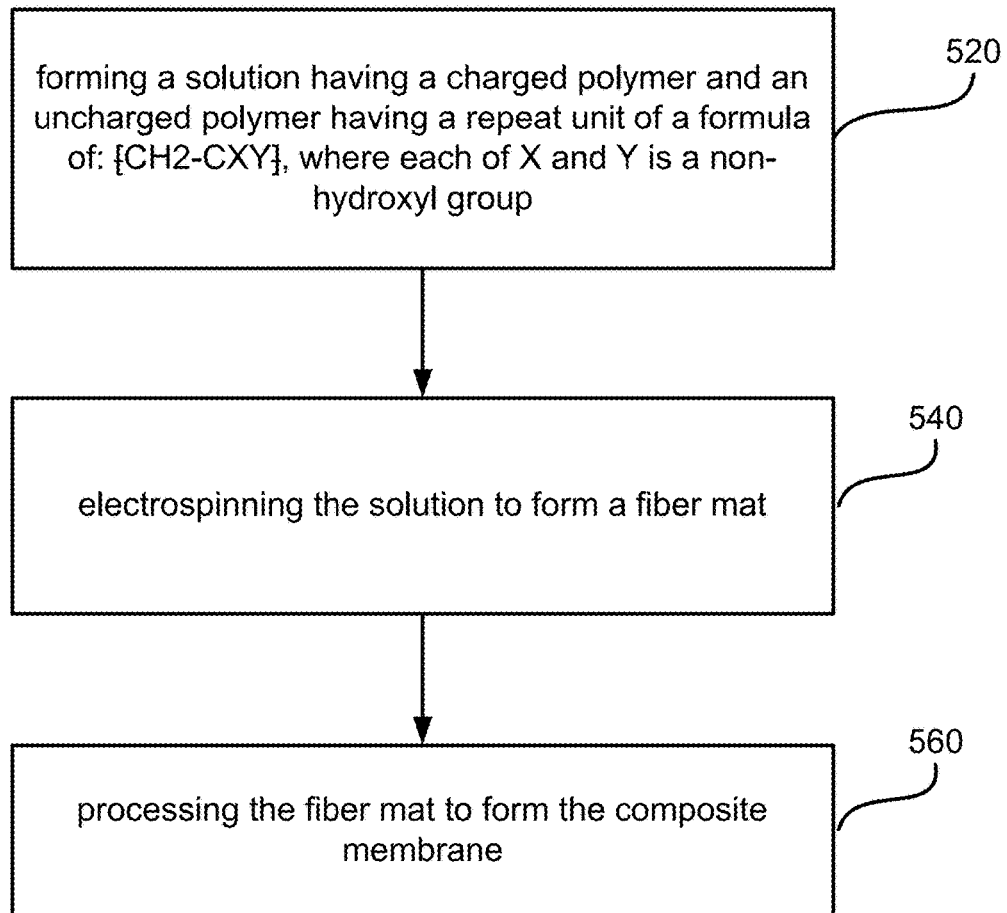 520
forming a solution having a charged polymer and an
uncharged polymer having a repeat unit of a formula
of: [CH2-CXY], where each of X and Y is a non-
hydroxyl group
540
electrospinning the solution to form a fiber mat
560
processing the fiber mat to form the composite
membrane